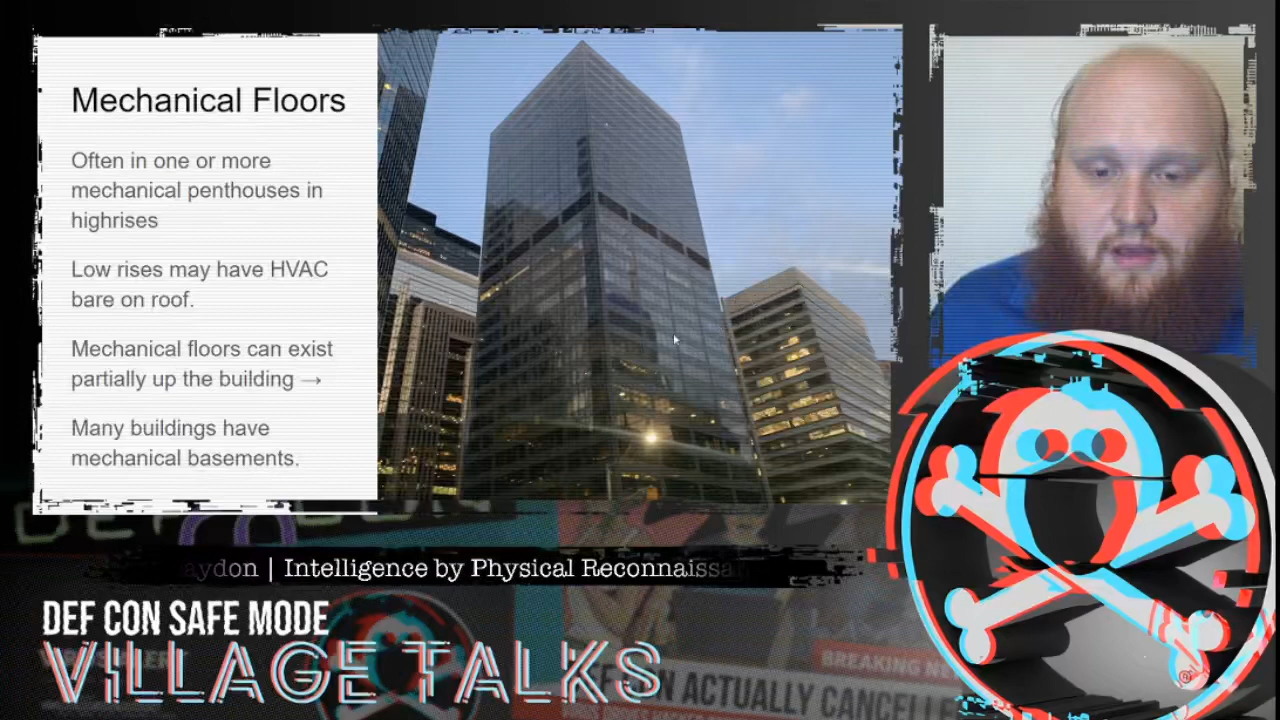 Mechanical Floors
Often in one or more
mechanical penthouses in
highrises
Low rises may have HVAC
bare on roof.
Mechanical floors can exist
partially up the building →
Many buildings have
mechanical basements.
aydon | Intelligence by Physical Reconnaissa
DEF CON SAFE MODE
VILLAGE TALKS
BREAKING NE
CON ACTUALLY CANCELLE